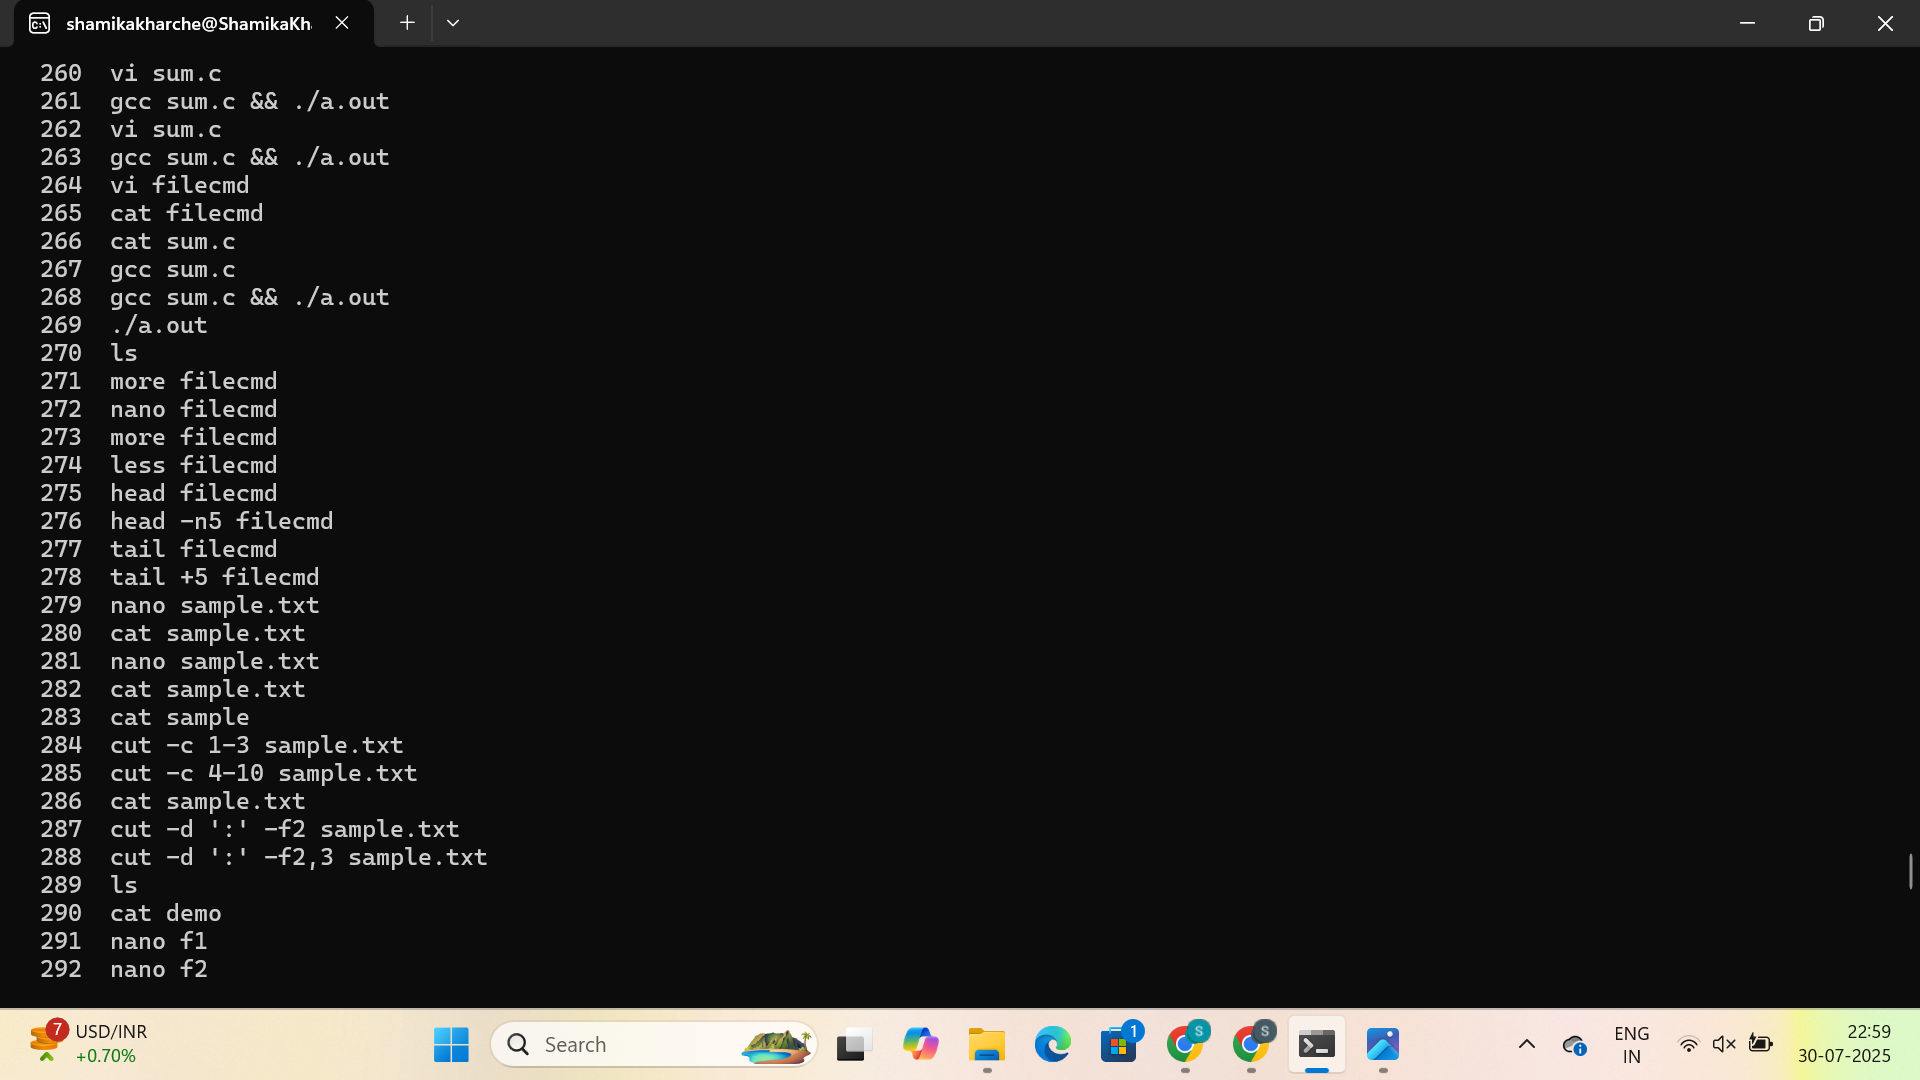 shamikakharche@ShamikaKh
260 vi sum.c
261 gcc sum.c && ./a.out
262 vi sum.c
263 gcc sum.c && ./a.out
264 vi filecmd
265 cat filecmd
266 cat sum.c
267 gcc sum.c
268 gcc sum.c && ./a.out
269 ./a.out
270 ls
271 more filecmd
272 nano filecmd
273 more filecmd
274 less filecmd
275 head filecmd
276 head -n5 filecmd
277 tail filecmd
278 tail +5 filecmd
279 nano sample.txt
280 cat sample.txt
281 nano sample.txt
282 cat sample.txt
283 cat sample
284 cut -c 1-3 sample.txt
285 cut -c 4-10 sample.txt
286 cat sample.txt
287 cut -d ':' -f2 sample.txt
288 cut -d ':' -f2,3 sample.txt
289 ls
290 cat demo
291 nano f1
292 nano f2
7 USD/INR
+0.70%
Search
1
S
S
ENG
IN
22:59
30-07-2025